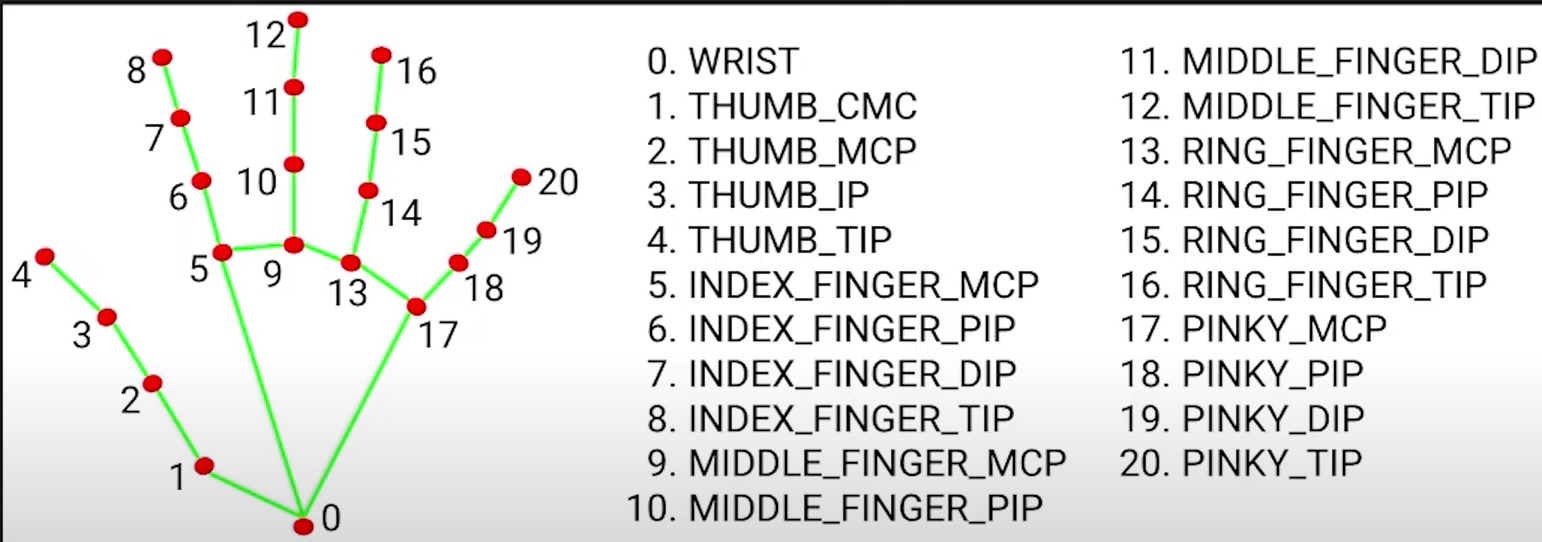 12
8
16
11
7
15
10
6
20
14
19
5
9
4
13
18
3
17
2
1
0
0. WRIST
1. THUMB_CMC
2. THUMB_MCP
3. THUMB_IP
4. THUMB_TIP
5. INDEX_FINGER_MCP
6. INDEX_FINGER_PIP
7. INDEX_FINGER_DIP
8. INDEX_FINGER_TIP
9. MIDDLE_FINGER_MCP
10. MIDDLE_FINGER_PIP
11. MIDDLE_FINGER_DIP
12. MIDDLE_FINGER_TIP
13. RING_FINGER_MCP
14. RING_FINGER_PIP
15. RING_FINGER_DIP
16. RING_FINGER_TIP
17. PINKY_MCP
18. PINKY_PIP
19. PINKY_DIP
20. PINKY_TIP